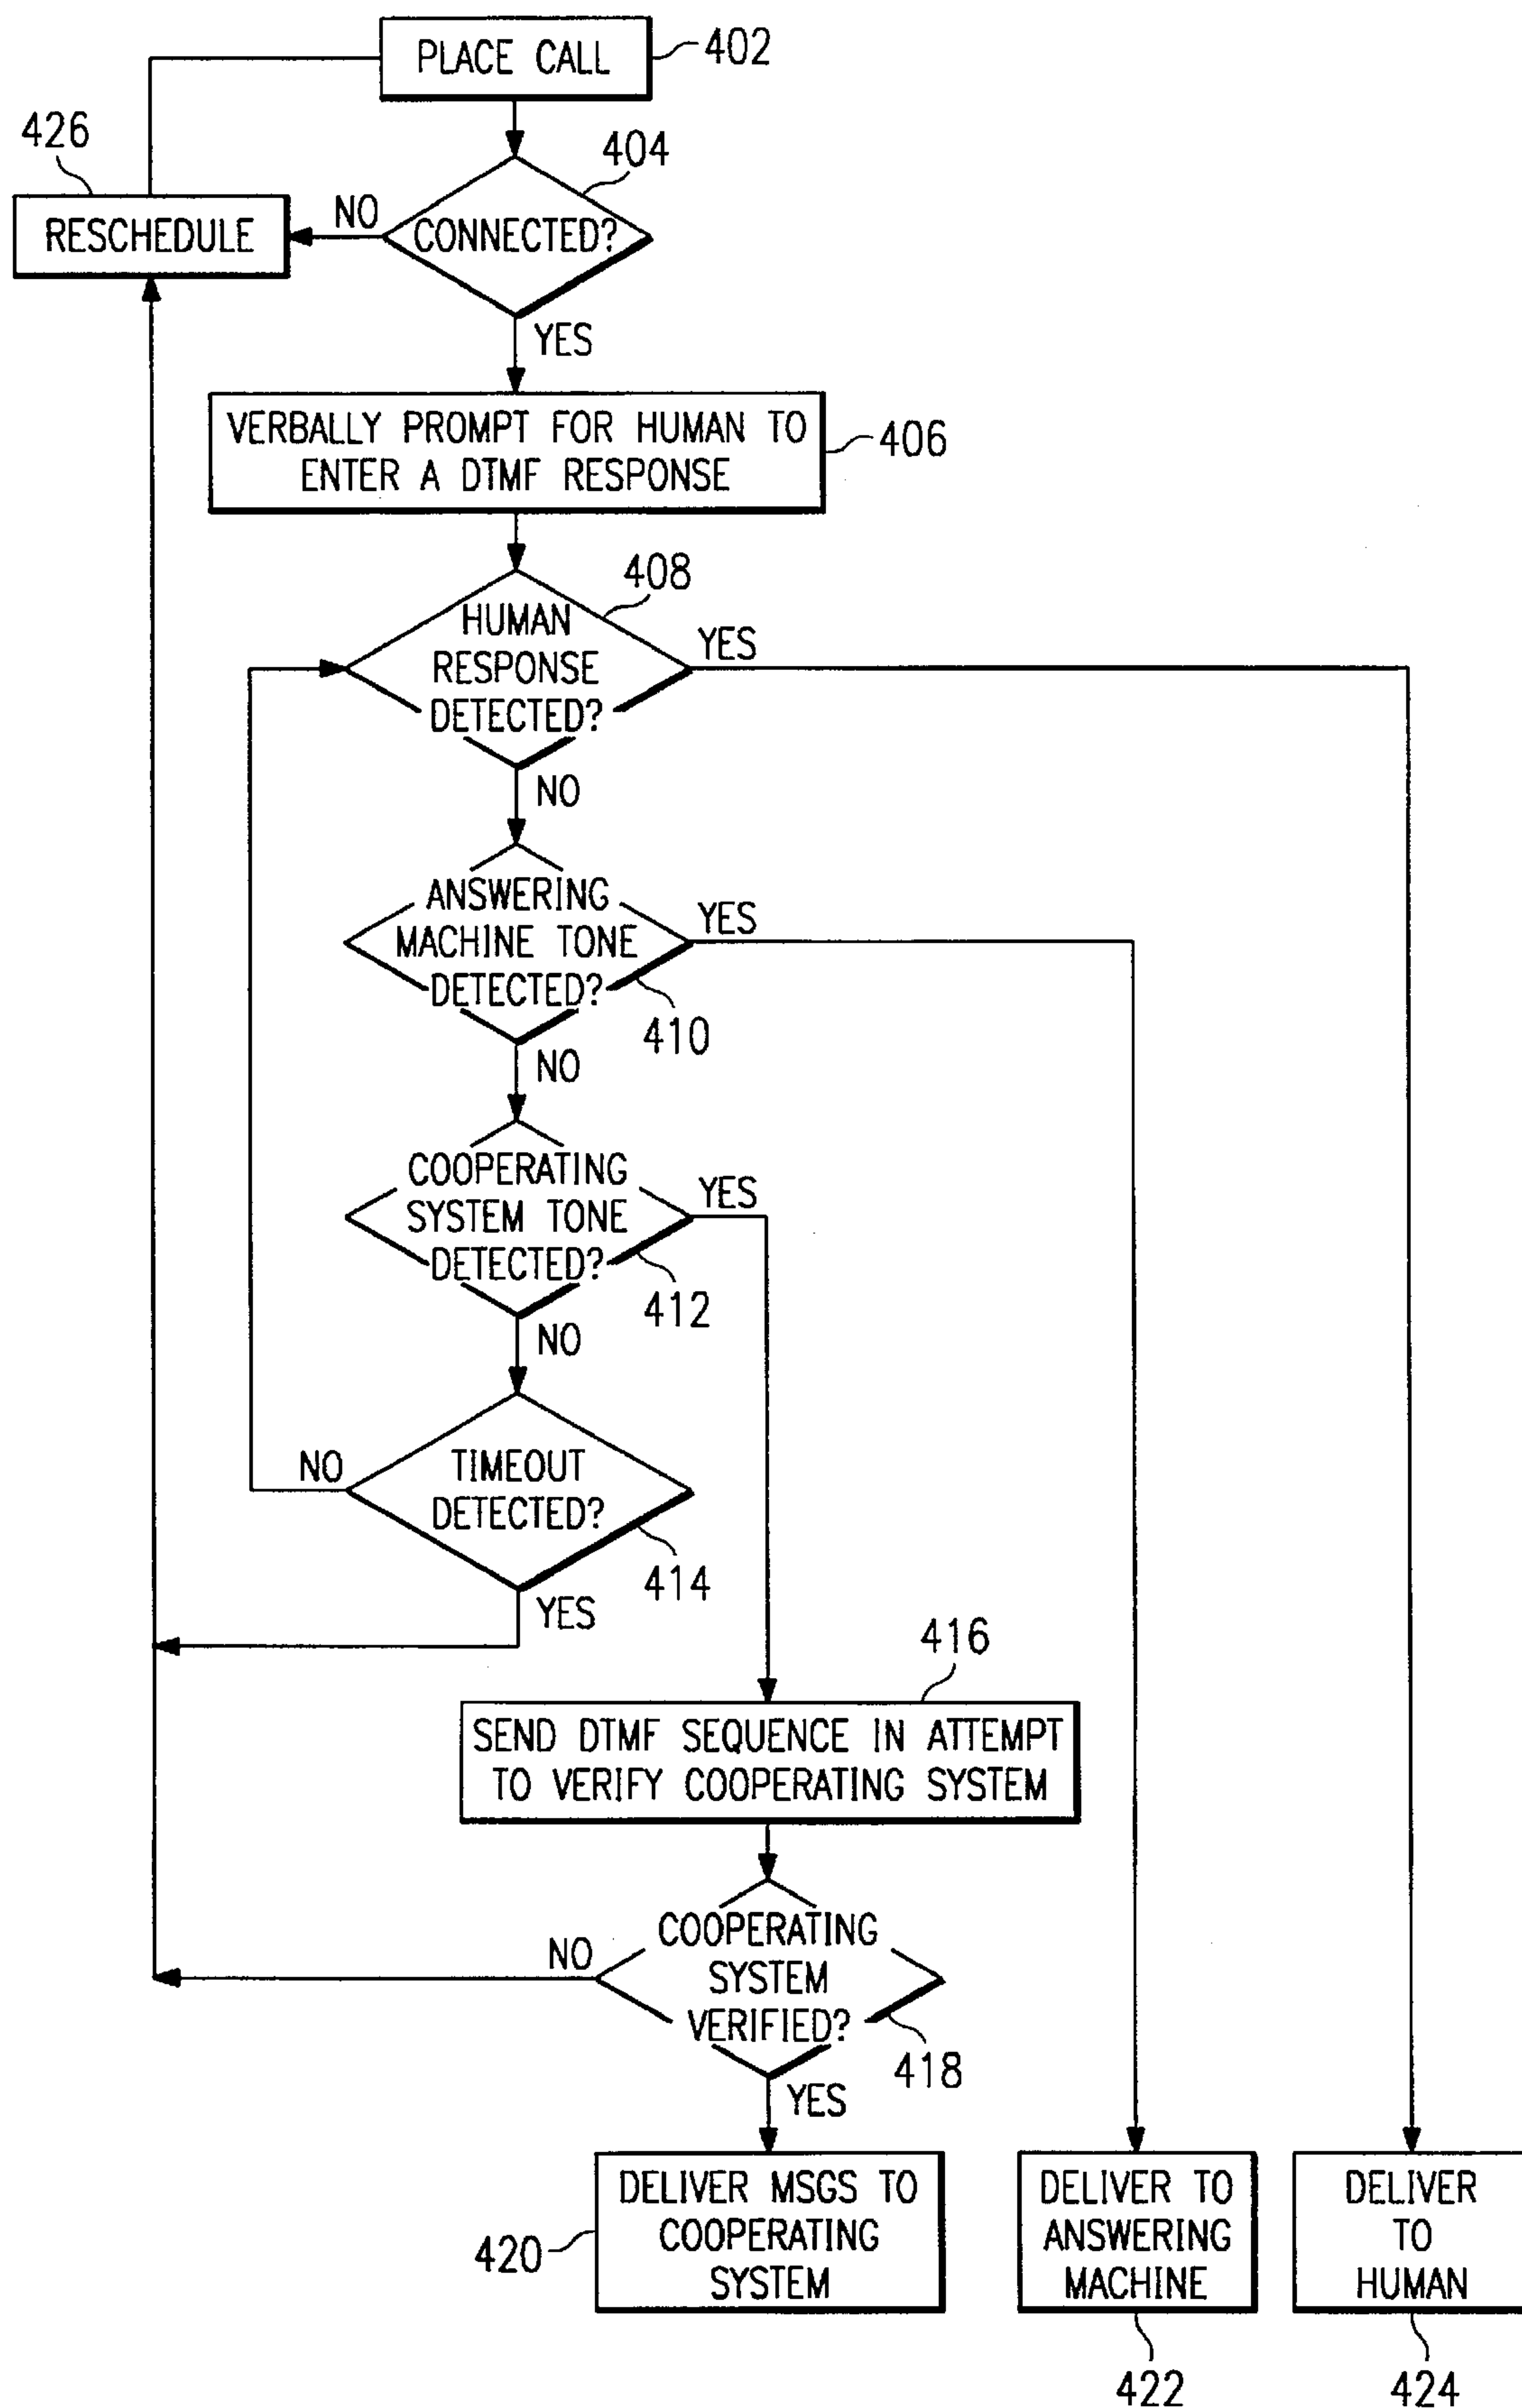 PLACE CALL
402
426
404
RESCHEDULE
NO
CONNECTED?
YES
VERBALLY PROMPT FOR HUMAN TO
ENTER A DTMF RESPONSE
406
408
HUMAN
RESPONSE
DETECTED?
YES
NO
ANSWERING
MACHINE TONE
DETECTED?
YES
410
NO
COOPERATING
SYSTEM TONE
DETECTED?
YES
412
NO
NO
TIMEOUT
DETECTED?
414
YES
416
SEND DTMF SEQUENCE IN ATTEMPT
TO VERIFY COOPERATING SYSTEM
NO
COOPERATING
SYSTEM
VERIFIED?
418
YES
DELIVER MSGS TO
COOPERATING
SYSTEM
420
DELIVER TO
ANSWERING
MACHINE
DELIVER
TO
HUMAN
422
424